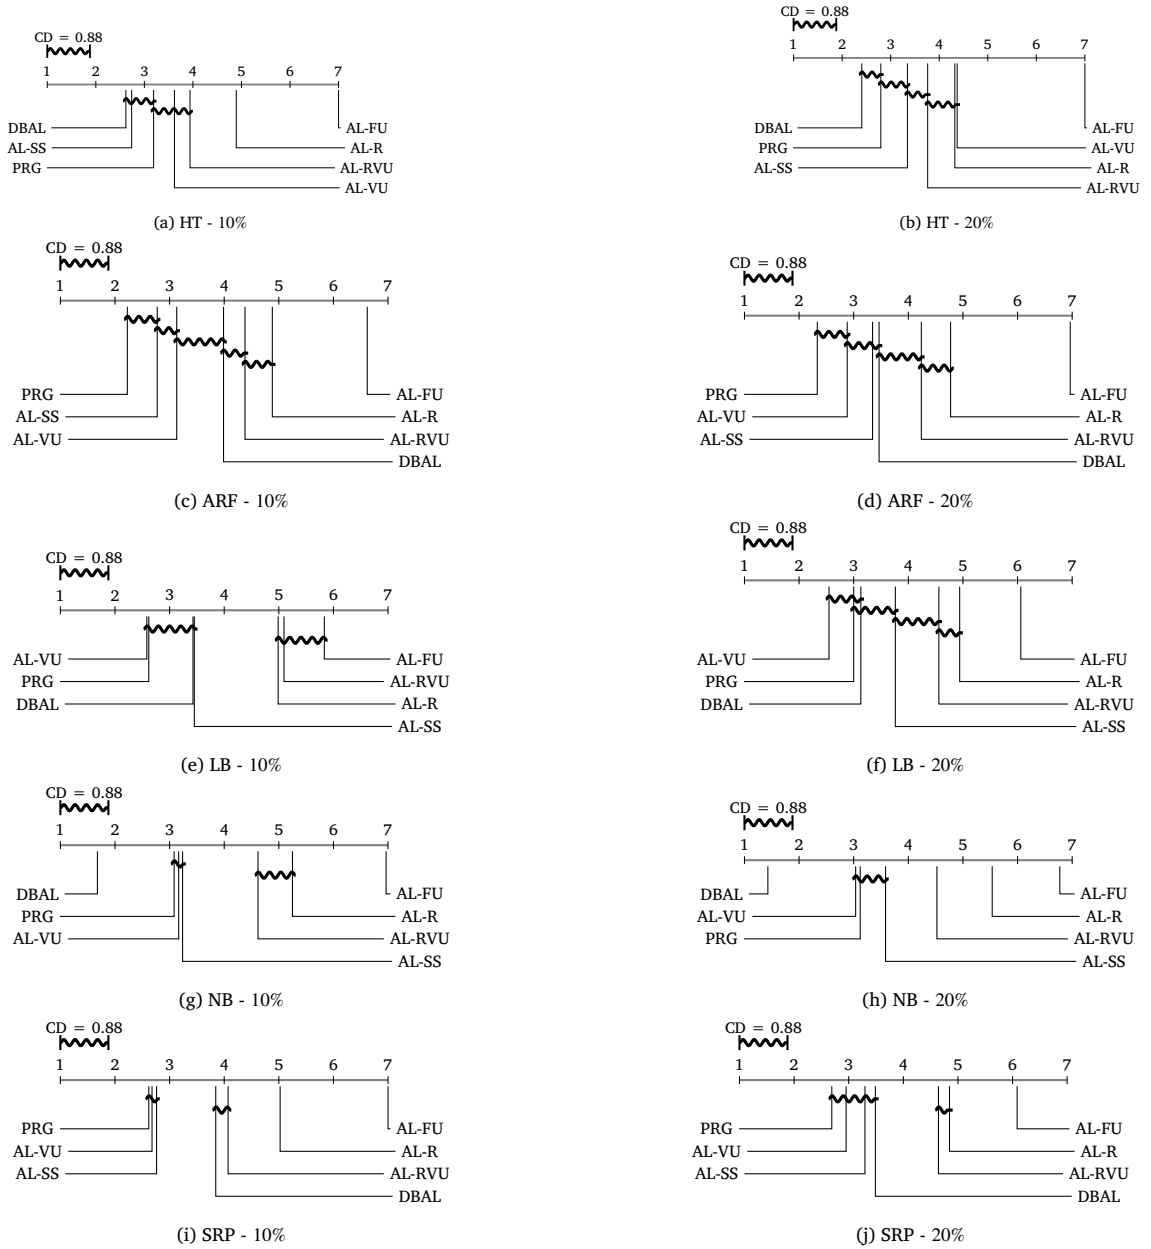 CD = 0.88
1 2 3 4 5 6 7
DBAL AL-FU
AL-SS AL-R
PRG AL-RVU
AL-VU
(a) HT - 10%
CD = 0.88
1 2 3 4 5 6 7
DBAL AL-FU
PRG AL-VU
AL-SS AL-R
AL-RVU
(b) HT - 20%
CD = 0.88
1 2 3 4 5 6 7
PRG AL-FU
AL-SS AL-R
AL-VU AL-RVU
DBAL
(c) ARF - 10%
CD = 0.88
1 2 3 4 5 6 7
PRG AL-FU
AL-VU AL-R
AL-SS AL-RVU
DBAL
(d) ARF - 20%
CD = 0.88
1 2 3 4 5 6 7
AL-VU AL-FU
PRG AL-RVU
DBAL AL-R
AL-SS
(e) LB - 10%
CD = 0.88
1 2 3 4 5 6 7
AL-VU AL-FU
PRG AL-R
DBAL AL-RVU
AL-SS
(f) LB - 20%
CD = 0.88
1 2 3 4 5 6 7
DBAL AL-FU
PRG AL-R
AL-VU AL-RVU
AL-SS
(g) NB - 10%
CD = 0.88
1 2 3 4 5 6 7
DBAL AL-FU
AL-VU AL-R
PRG AL-RVU
AL-SS
(h) NB - 20%
CD = 0.88
1 2 3 4 5 6 7
PRG AL-FU
AL-VU AL-R
AL-SS AL-RVU
DBAL
(i) SRP - 10%
CD = 0.88
1 2 3 4 5 6 7
PRG AL-FU
AL-VU AL-R
AL-SS AL-RVU
DBAL
(j) SRP - 20%